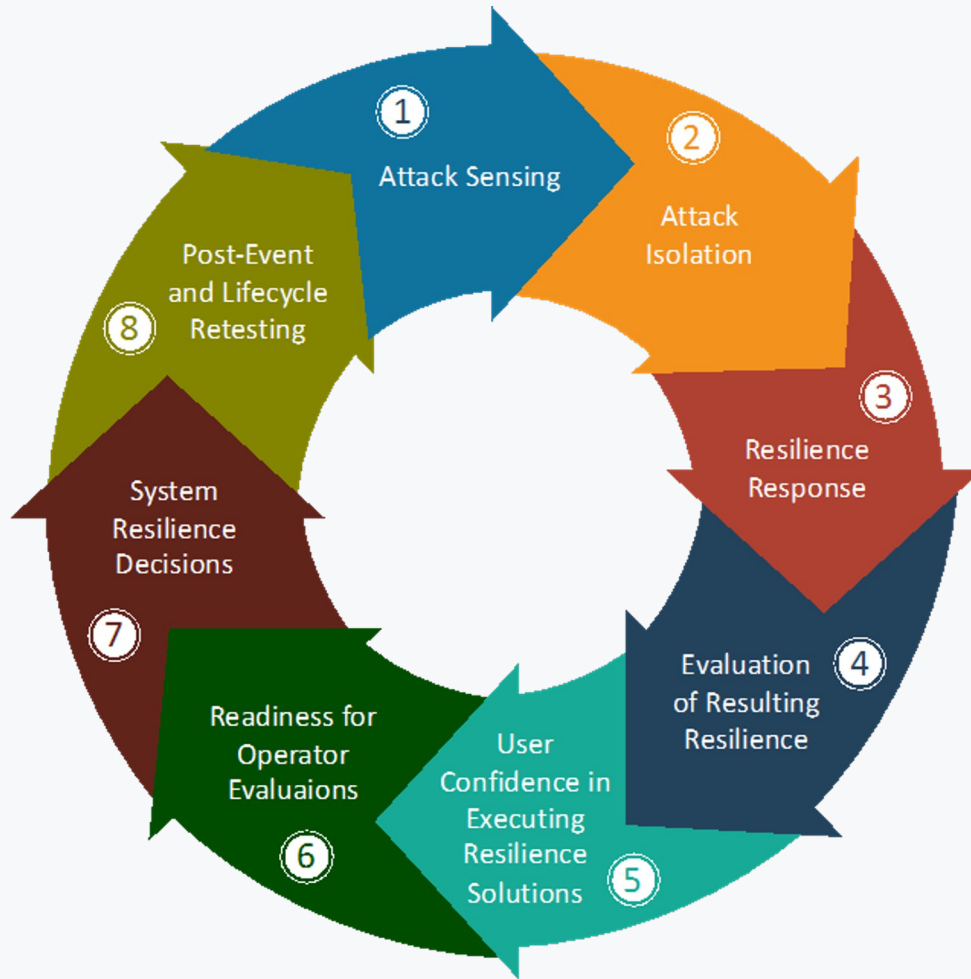 1
Attack Sensing
2
Attack
Isolation
3
Resilience
Response
4
Evaluation
of Resulting
Resilience
User
Confidence in
Executing
Resilience
Solutions
5
Readiness for
Operator
Evaluaions
6
System
Resilience
Decisions
7
Post-Event
and Lifecycle
Retesting
8